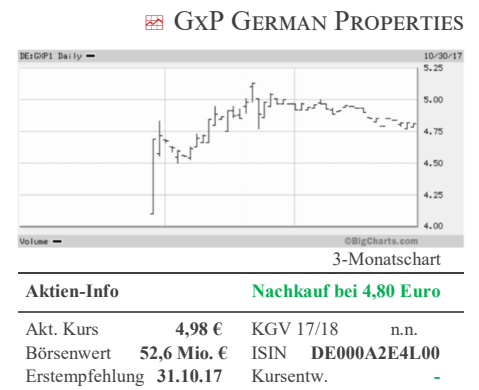 GxP German Properties
DE:GXP1 Daily
10/30/17
5.25
5.00
4.75
4.50
4.25
4.00
Volume
©BigCharts.com
3-Monatschart
Aktien-Info Nachkauf bei 4,80 Euro
Akt. Kurs 4,98 € KGV 17/18 n.n.
Börsenwert 52,6 Mio. € ISIN DE000A2E4L00
Erstempfehlung 31.10.17 Kursentw. -